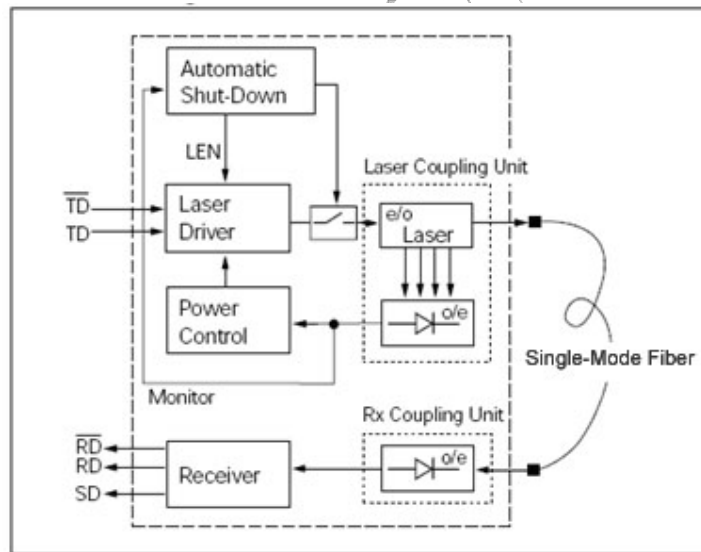 Automatic
Shut-Down
LEN
Laser Coupling Unit
TD
TD
Laser
Driver
e/o
Laser
Power
Control
o/e
Single-Mode Fiber
Monitor
Rx Coupling Unit
RD
RD
SD
Receiver
o/e